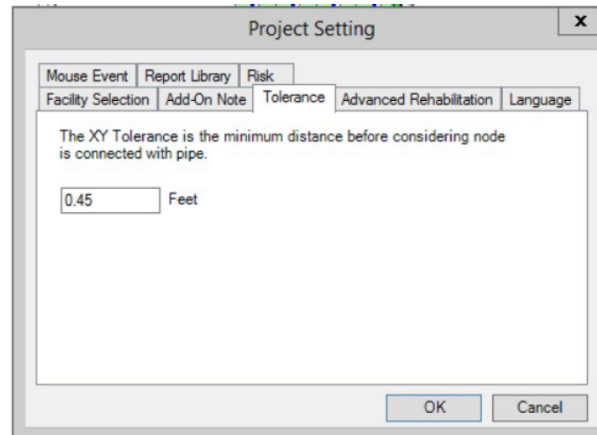 Project Setting
x
Mouse Event Report Library Risk
Facility Selection Add-On Note Tolerance Advanced Rehabilitation Language
The XY Tolerance is the minimum distance before considering node
is connected with pipe.
0.45 Feet
OK Cancel